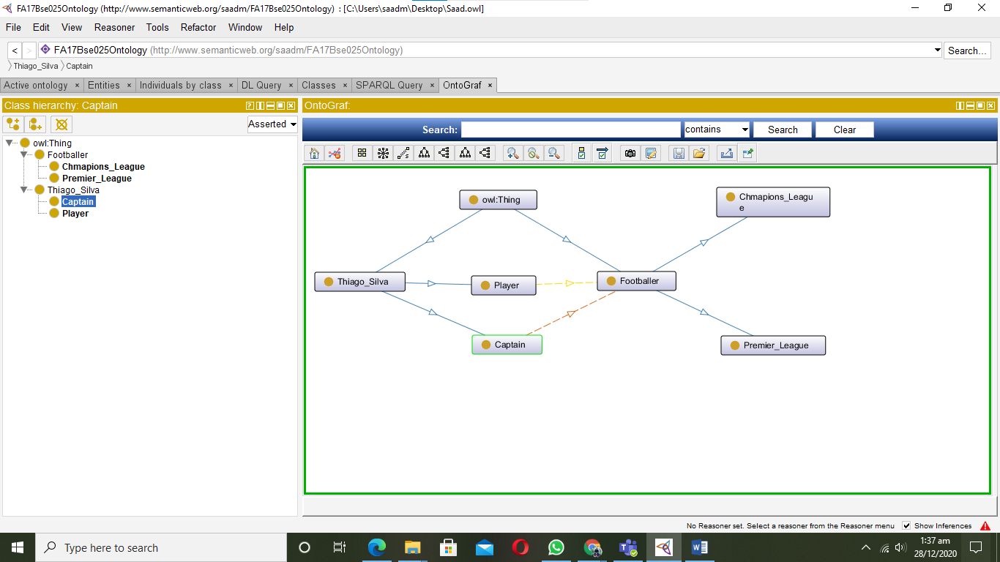 FA17Bse025Ontology (http://www.semanticweb.org/saadm/FA17Bse025Ontology) : [C:\Users\saadm\Desktop\Saad.owl]
File Edit View Reasoner Tools Refactor Window Help
< > FA17Bse025Ontology (http://www.semanticweb.org/saadm/FA17Bse025Ontology) Search...
Thiago_Silva Captain
Active ontology × Entities × Individuals by class × DL Query × Classes × SPARQL Query × OntoGraf ×
Class hierarchy: Captain
Asserted
owl:Thing
Footballer
Chmapions_League
Premier_League
Thiago_Silva
Captain
Player
OntoGraf:
Search: contains Search Clear
owl:Thing
Chmapions_Leagu
e
Thiago_Silva
Player
Footballer
Captain
Premier_League
No Reasoner set. Select a reasoner from the Reasoner menu Show Inferences
Type here to search
1:37 am
28/12/2020